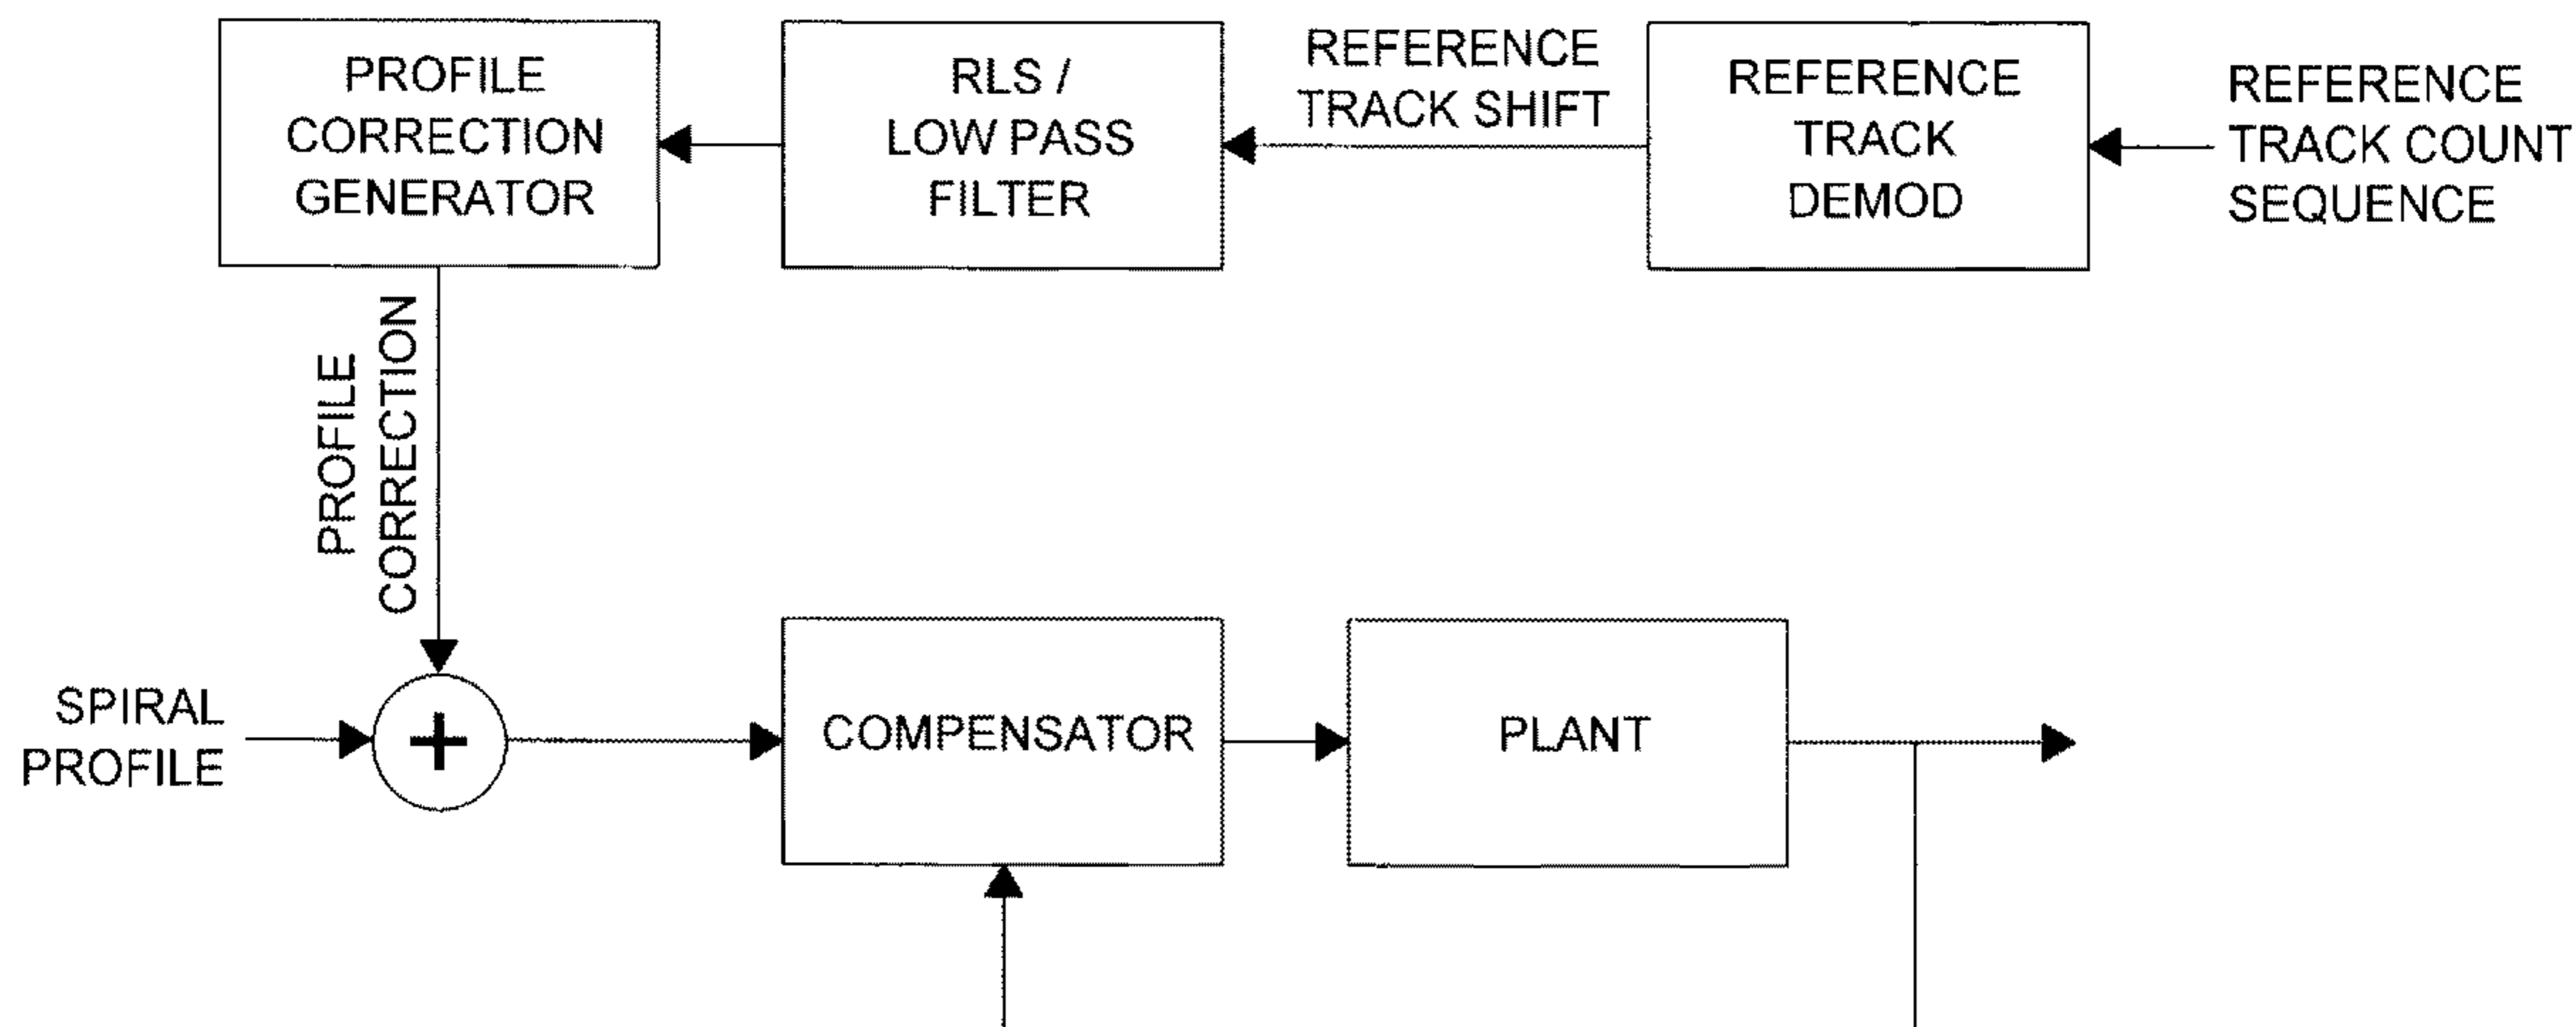 PROFILE
CORRECTION
GENERATOR
RLS /
LOW PASS
FILTER
REFERENCE
TRACK SHIFT
REFERENCE
TRACK
DEMOD
REFERENCE
TRACK COUNT
SEQUENCE
PROFILE
CORRECTION
SPIRAL
PROFILE
+
COMPENSATOR
PLANT